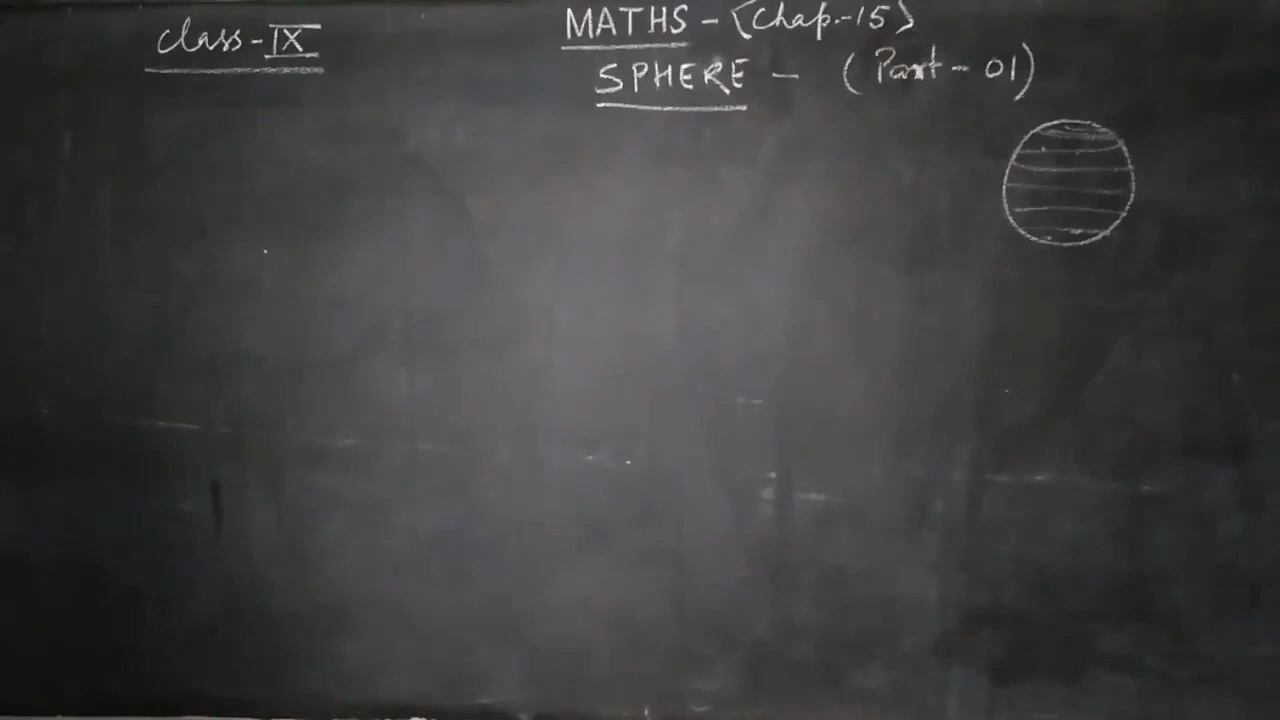 class-IX
MATHS - {Chap.-15}
SPHERE - (Part-01)